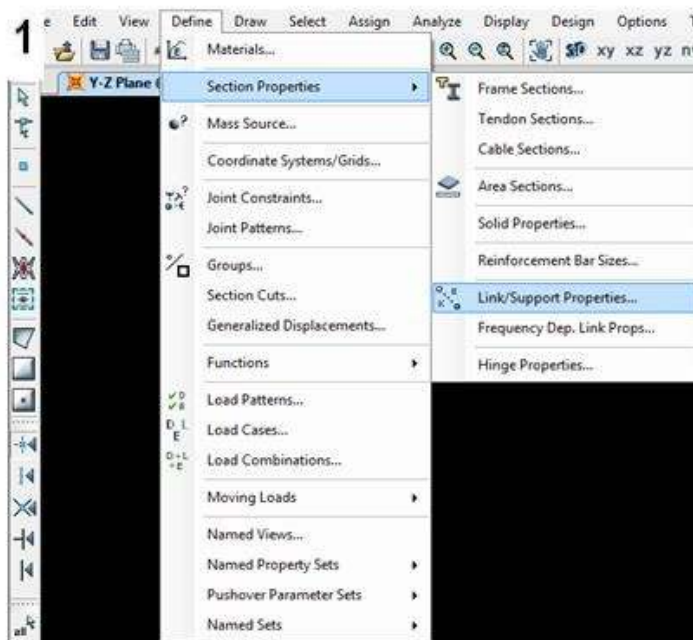 1
Edit View Define Draw Select Assign Analyze Display Design Options
xy xz yz
Y-Z Plane
Materials...
Section Properties
Mass Source...
Coordinate Systems/Grids...
Joint Constraints...
Joint Patterns...
Groups...
Section Cuts...
Generalized Displacements...
Functions
Load Patterns...
Load Cases...
Load Combinations...
Moving Loads
Named Views...
Named Property Sets
Pushover Parameter Sets
Named Sets
Frame Sections...
Tendon Sections...
Cable Sections...
Area Sections...
Solid Properties...
Reinforcement Bar Sizes...
Link/Support Properties...
Frequency Dep. Link Props...
Hinge Properties...
all